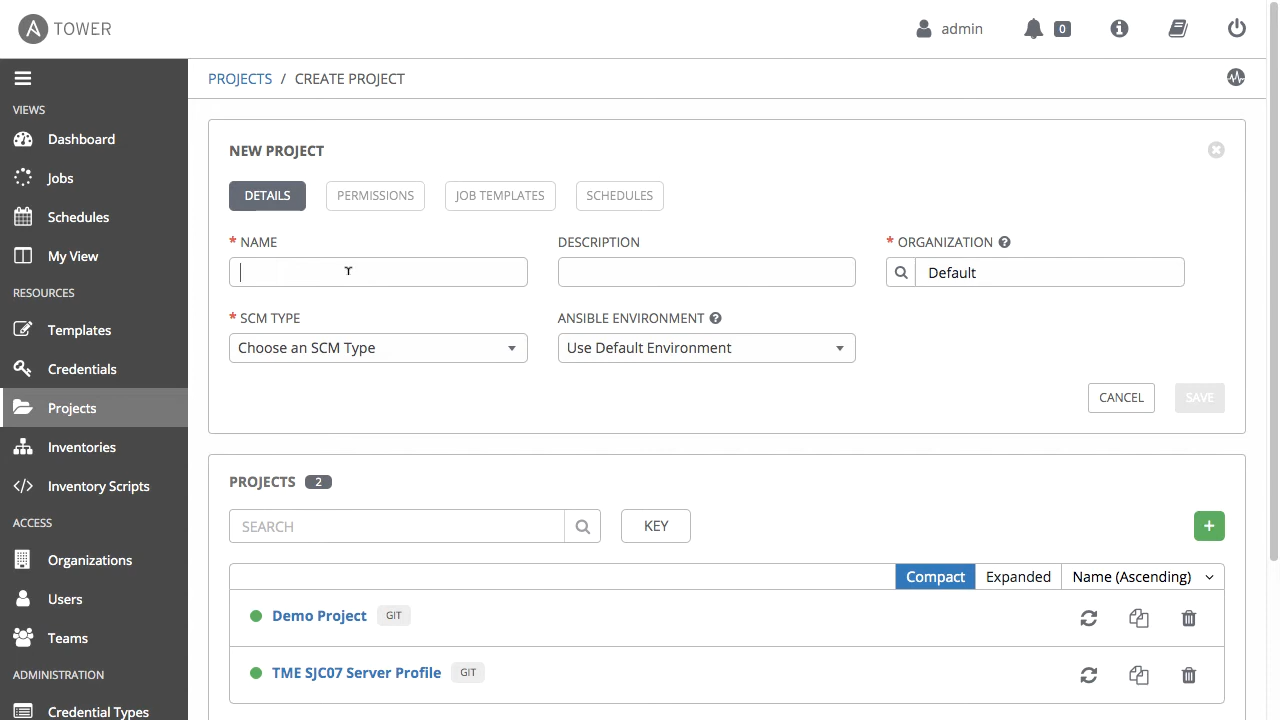 A TOWER
admin
0
PROJECTS / CREATE PROJECT
VIEWS
Dashboard
Jobs
Schedules
My View
RESOURCES
Templates
Credentials
Projects
Inventories
Inventory Scripts
ACCESS
Organizations
Users
Teams
ADMINISTRATION
Credential Types
NEW PROJECT
DETAILS PERMISSIONS JOB TEMPLATES SCHEDULES
* NAME DESCRIPTION * ORGANIZATION ?
Default
* SCM TYPE ANSIBLE ENVIRONMENT ?
Choose an SCM Type Use Default Environment
CANCEL SAVE
PROJECTS 2
SEARCH KEY +
Compact Expanded Name (Ascending)
Demo Project GIT
TME SJC07 Server Profile GIT